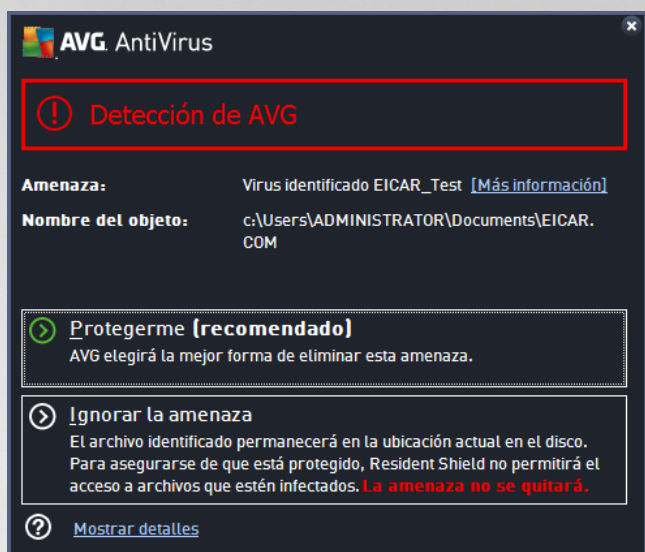 AVG. AntiVirus
Detección de AVG
Amenaza: Virus identificado EICAR_Test [Más información]
Nombre del objeto: c:\Users\ADMINISTRATOR\Documents\EICAR.
COM
Protegerme (recomendado)
AVG elegirá la mejor forma de eliminar esta amenaza.
Ignorar la amenaza
El archivo identificado permanecerá en la ubicación actual en el disco.
Para asegurarse de que está protegido, Resident Shield no permitirá el
acceso a archivos que estén infectados. La amenaza no se quitará.
Mostrar detalles